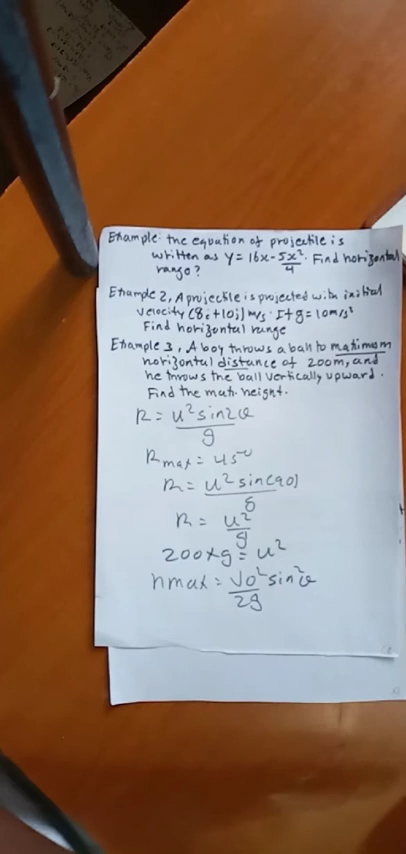 Example: the equation of projectile is
written as y = 16x - 5x²/4. Find horizontal
range?
Example 2, A projectile is projected with initial
velocity (8i + 10j) m/s. If g = 10m/s²
Find horizontal range
Example 3, A boy throws a ball to maximum
horizontal distance of 200m, and
he throws the ball vertically upward.
Find the max. height.
R = u² sin2θ/g
Rmax = 45°
R = u² sin(90)/g
R = u²/g
200×g = u²
hmax = Vo² sin²θ/2g